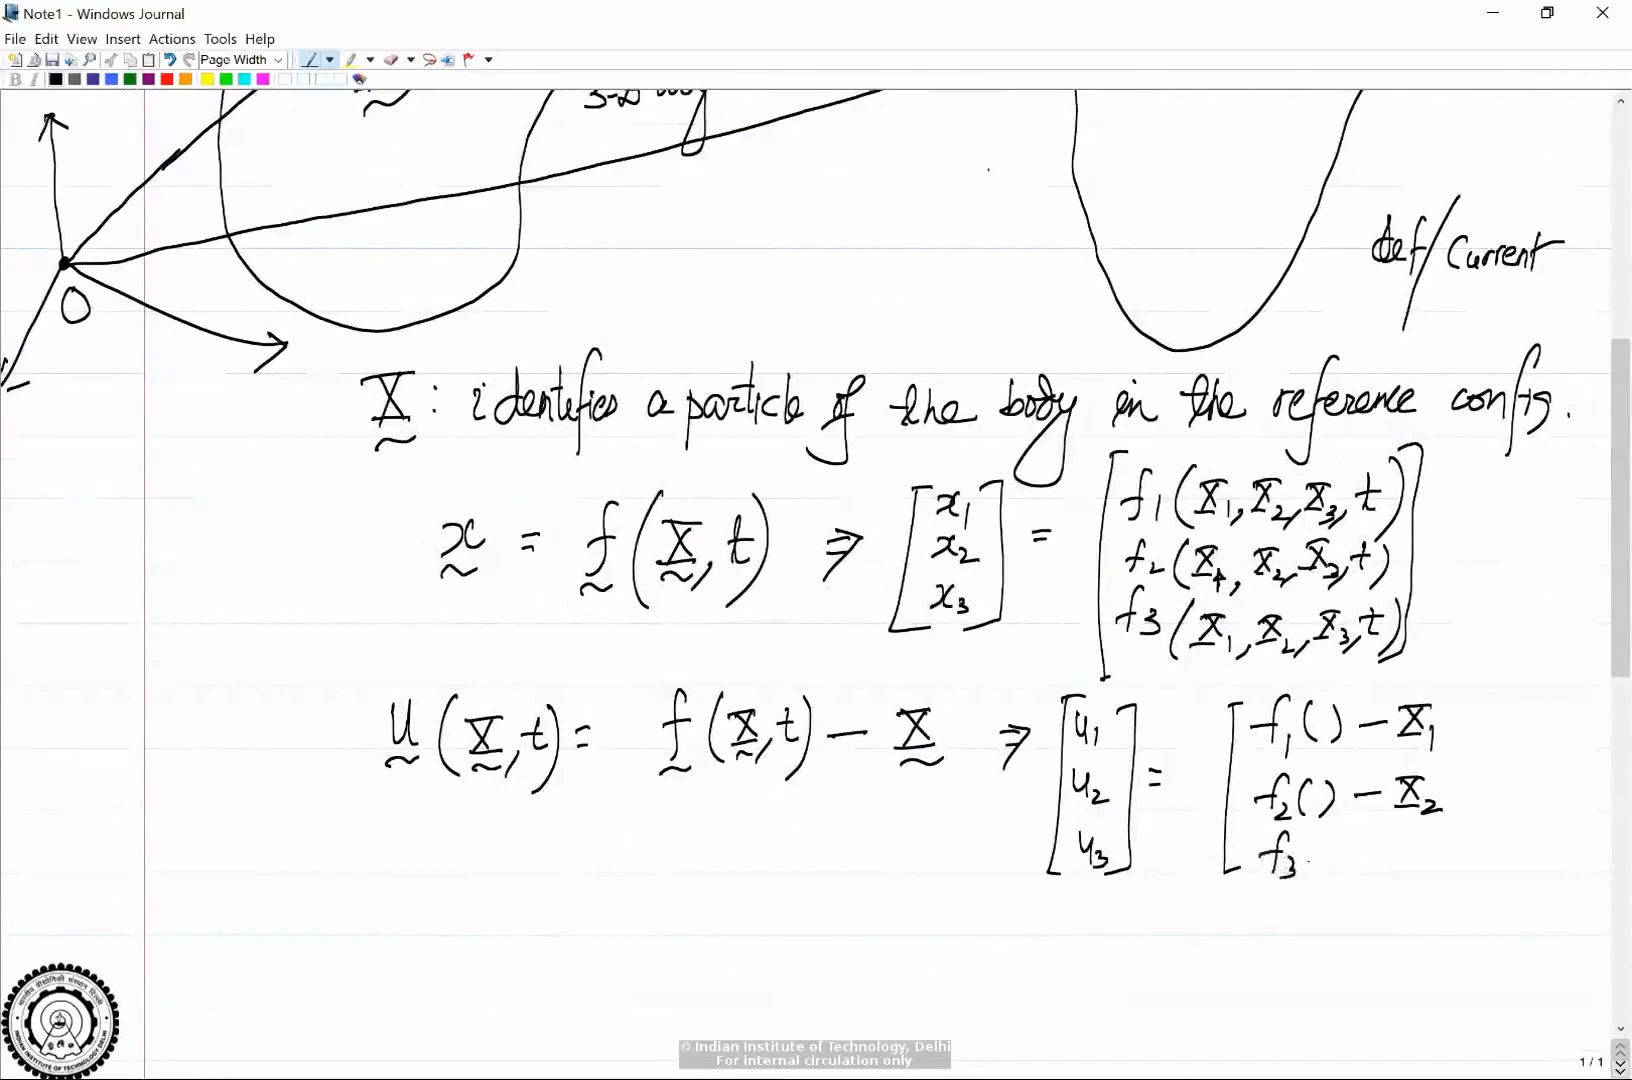 Note1 - Windows Journal
File Edit View Insert Actions Tools Help
Page Width
B I
3-D body
O
def/Current
X : identifies a particle of the body in the reference config.
x = f(X, t) ⇒ [x1 x2 x3] = [f1(X1, X2, X3, t)
f2(X1, X2, X3, t)
f3(X1, X2, X3, t)]
u(X, t) = f(X, t) − X ⇒ [u1 u2 u3] = [f1() − X1
f2() − X2
f3
© Indian Institute of Technology, Delhi
For internal circulation only
1 / 1